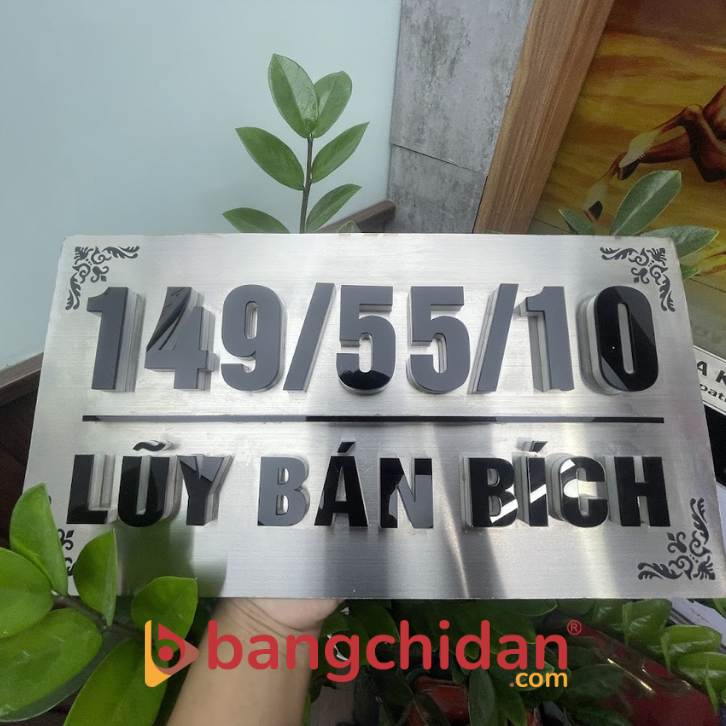 149/55/10
LŨY BÁN BÍCH
bangchidan®
.com